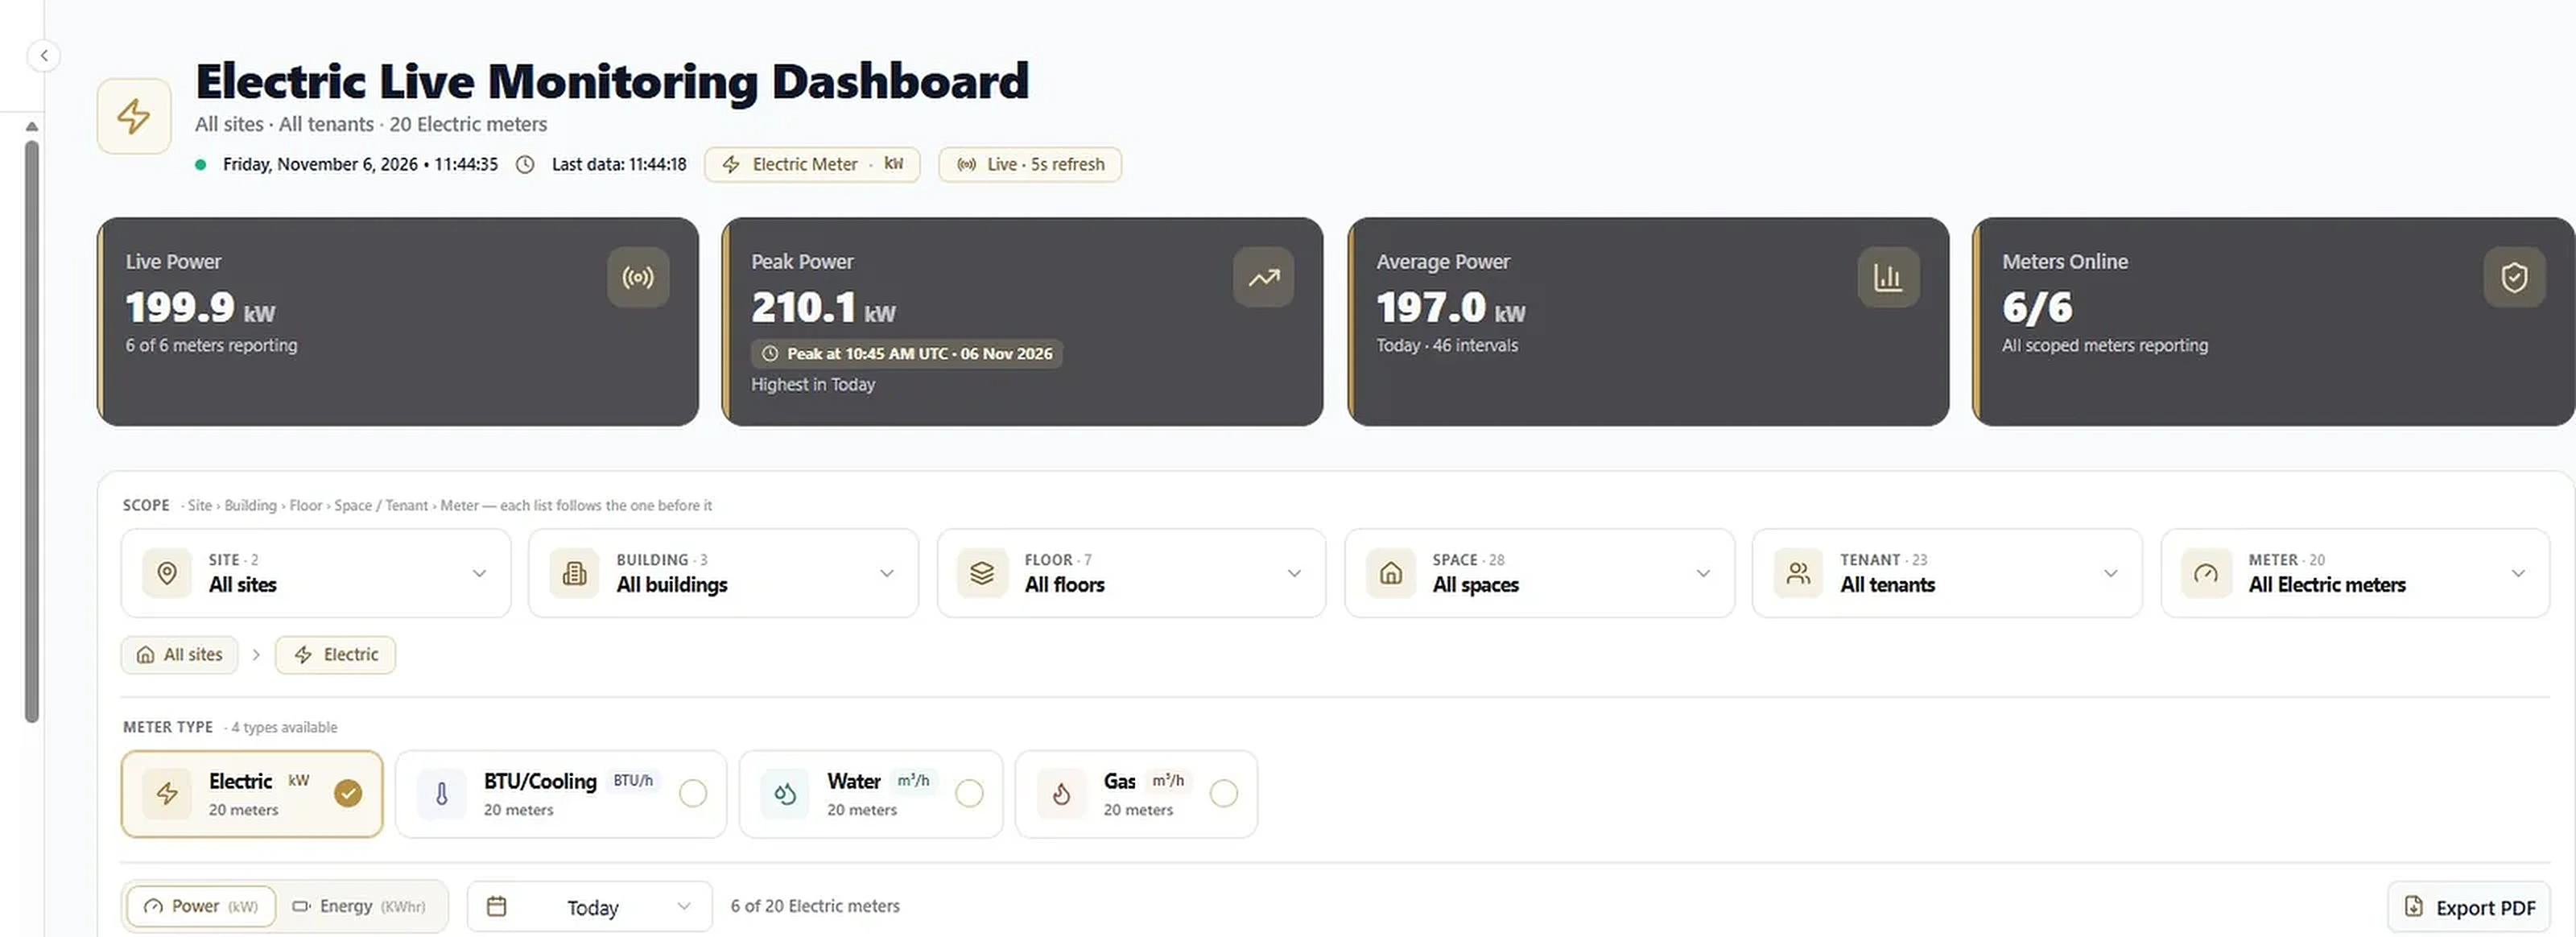 Electric Live Monitoring Dashboard
All sites · All tenants · 20 Electric meters
Friday, November 6, 2026 • 11:44:35 Last data: 11:44:18 Electric Meter · kW Live · 5s refresh
Live Power
199.9 kW
6 of 6 meters reporting
Peak Power
210.1 kW
Peak at 10:45 AM UTC • 06 Nov 2026
Highest in Today
Average Power
197.0 kW
Today · 46 intervals
Meters Online
6/6
All scoped meters reporting
SCOPE · Site › Building › Floor › Space / Tenant › Meter — each list follows the one before it
SITE · 2
All sites
BUILDING · 3
All buildings
FLOOR · 7
All floors
SPACE · 28
All spaces
TENANT · 23
All tenants
METER · 20
All Electric meters
All sites › Electric
METER TYPE · 4 types available
Electric kW
20 meters
BTU/Cooling BTU/h
20 meters
Water m³/h
20 meters
Gas m³/h
20 meters
Power (kW) Energy (KWhr) Today 6 of 20 Electric meters Export PDF